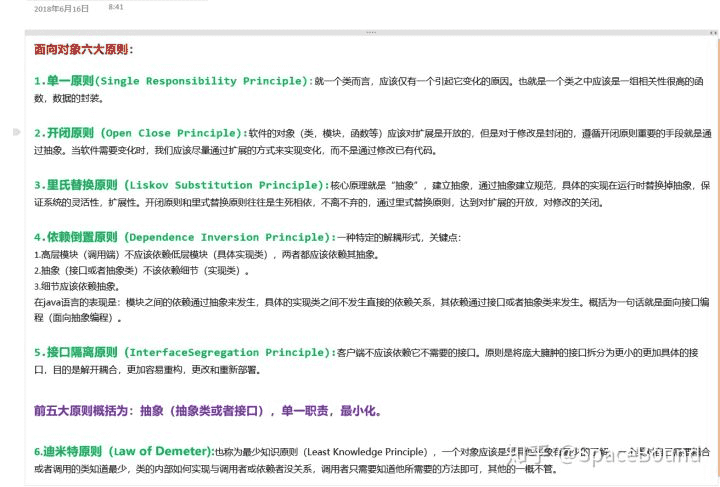 2018年6月16日 8:41
面向对象六大原则：
1.单一原则(Single Responsibility Principle):就一个类而言，应该仅有一个引起它变化的原因。也就是一个类之中应该是一组相关性很高的函
数，数据的封装。
2.开闭原则（Open Close Principle):软件的对象（类，模块，函数等）应该对扩展是开放的，但是对于修改是封闭的，遵循开闭原则重要的手段就是通
过抽象。当软件需要变化时，我们应该尽量通过扩展的方式来实现变化，而不是通过修改已有代码。
3.里氏替换原则（Liskov Substitution Principle):核心原理就是“抽象”，建立抽象，通过抽象建立规范，具体的实现在运行时替换掉抽象，保
证系统的灵活性，扩展性。开闭原则和里式替换原则往往是生死相依，不离不弃的，通过里式替换原则，达到对扩展的开放，对修改的关闭。
4.依赖倒置原则（Dependence Inversion Principle):一种特定的解耦形式，关键点：
1.高层模块（调用端）不应该依赖低层模块（具体实现类），两者都应该依赖其抽象。
2.抽象（接口或者抽象类）不该依赖细节（实现类）。
3.细节应该依赖抽象。
在java语言的表现是：模块之间的依赖通过抽象来发生，具体的实现类之间不发生直接的依赖关系，其依赖通过接口或者抽象类来发生。概括为一句话就是面向接口编
程（面向抽象编程）。
5.接口隔离原则（InterfaceSegregation Principle):客户端不应该依赖它不需要的接口。原则是将庞大臃肿的接口拆分为更小的更加具体的接
口，目的是解开耦合，更加容易重构，更改和重新部署。
前五大原则概括为：抽象（抽象类或者接口），单一职责，最小化。
6.迪米特原则（Law of Demeter):也称为最少知识原则（Least Knowledge Principle），一个对象应该是对其他对象有最少的了解，一个类对自己需要耦合
或者调用的类知道最少，类的内部如何实现与调用者或依赖者没关系，调用者只需要知道他所需要的方法即可，其他的一概不管。
知乎 @SpaceBound